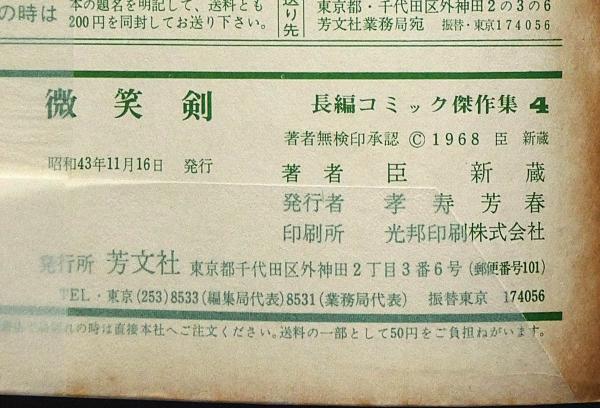 の時は
本の題名を明記して、送料とも
200円を同封してお送り下さい。
送り先
東京都・千代田区外神田2の3の6
芳文社業務局宛 振替・東京174056
微笑剣
長編コミック傑作集 4
著者無検印承認 ©1968 臣 新蔵
昭和43年11月16日 発行
著者 臣 新蔵
発行者 孝寿芳春
印刷所 光邦印刷株式会社
発行所 芳文社 東京都千代田区外神田2丁目3番6号 (郵便番号101)
TEL・東京(253)8533(編集局代表)8531(業務局代表) 振替東京 174056
の時は直接本社へご注文ください。送料の一部として50円をご負担ねがいます。